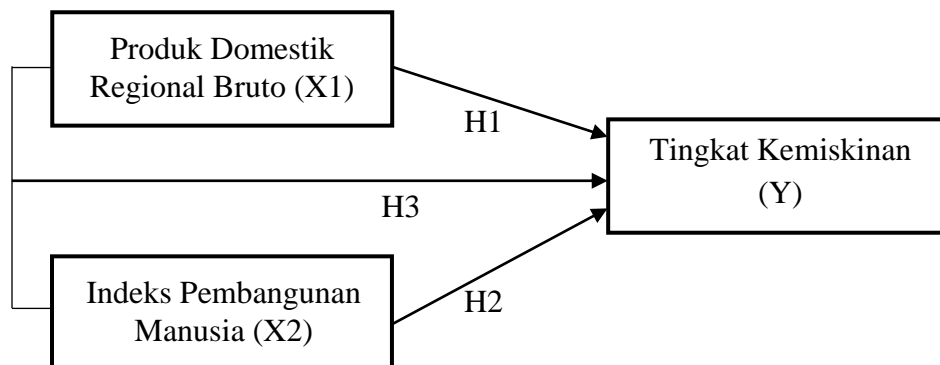 Produk Domestik
Regional Bruto (X1)
H1
Tingkat Kemiskinan
(Y)
H3
Indeks Pembangunan
Manusia (X2)
H2